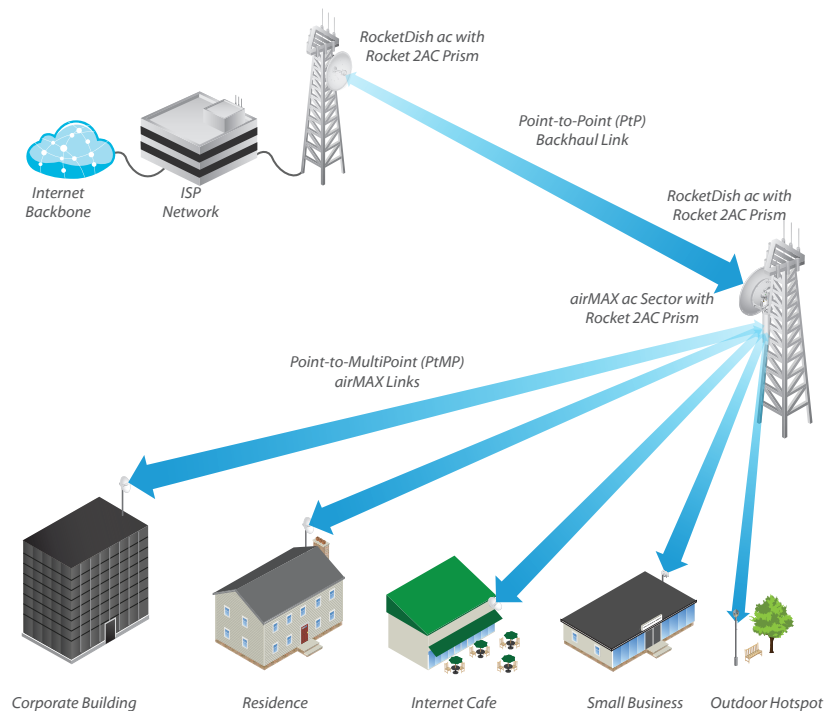 RocketDish ac with
Rocket 2AC Prism
Point-to-Point (PtP)
Backhaul Link
Internet
Backbone
ISP
Network
RocketDish ac with
Rocket 2AC Prism
airMAX ac Sector with
Rocket 2AC Prism
Point-to-MultiPoint (PtMP)
airMAX Links
Corporate Building
Residence
Internet Cafe
Small Business
Outdoor Hotspot